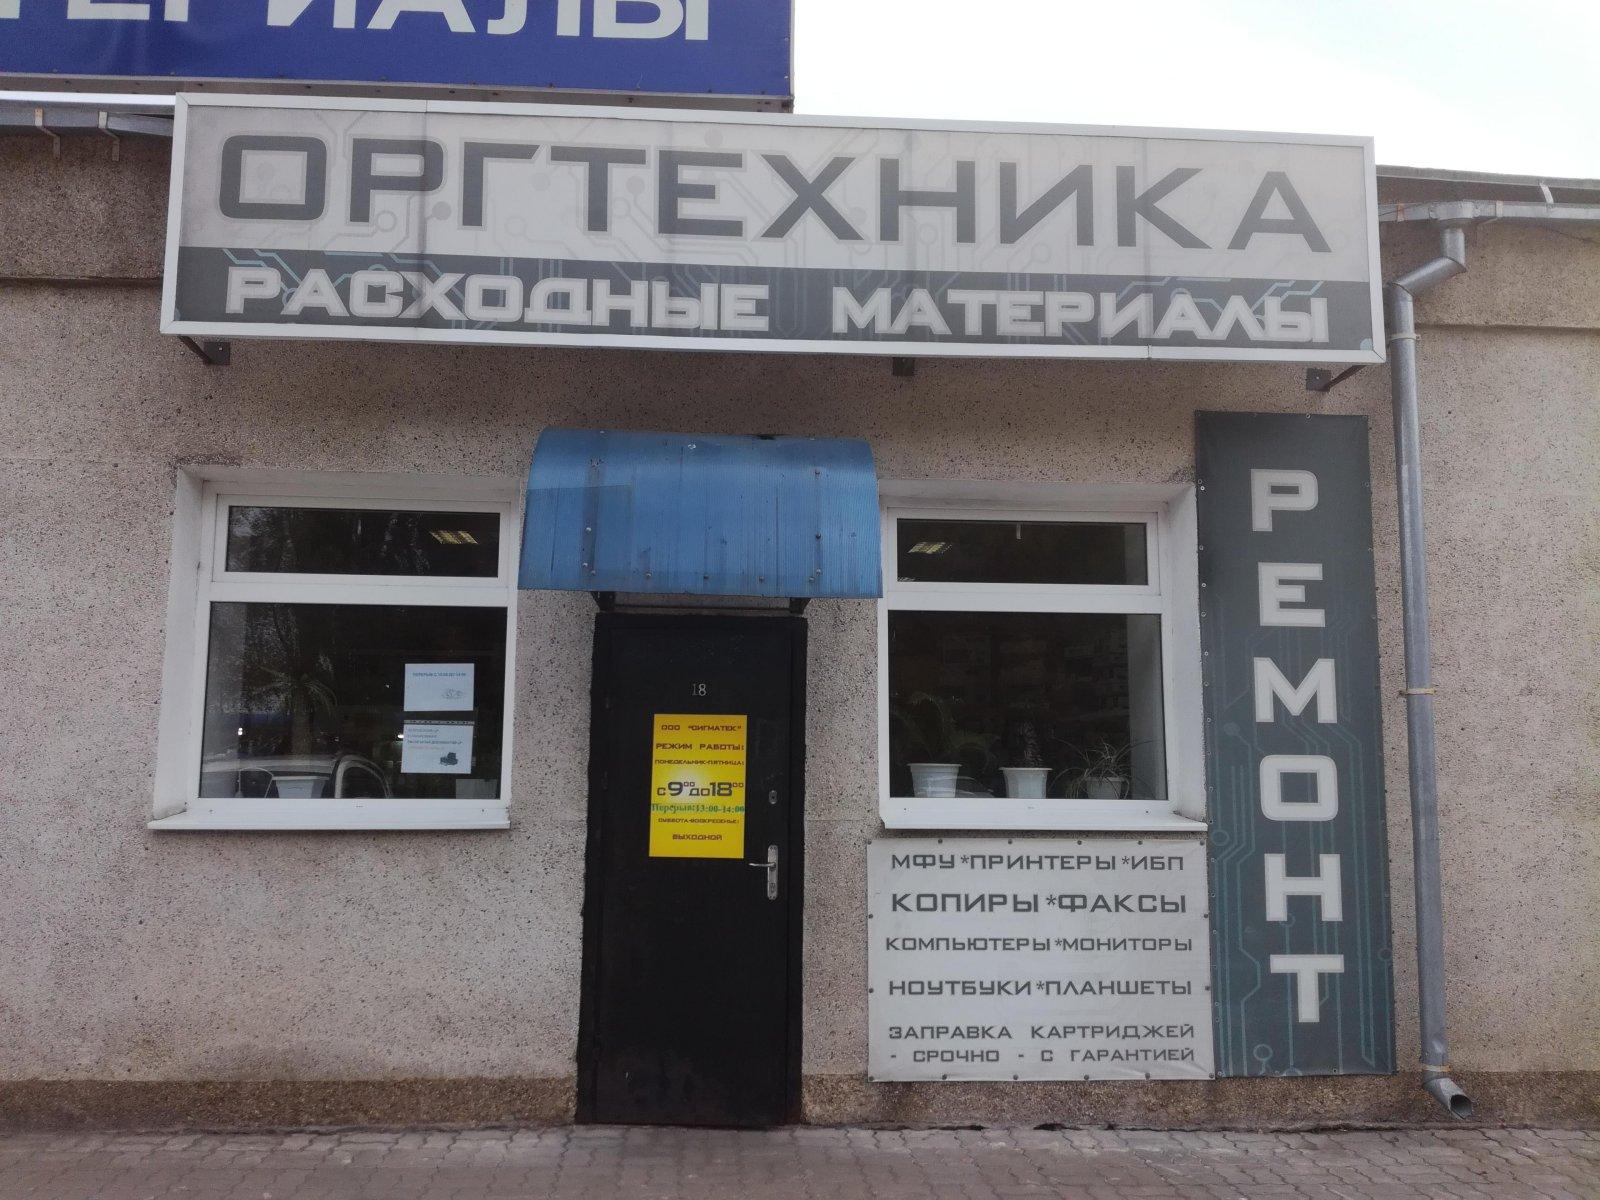 ТЕРИАЛЫ
ОРГТЕХНИКА
РАСХОДНЫЕ МАТЕРИАЛЫ
РЕМОНТ
18
ООО "СИГМАТЕК"
РЕЖИМ РАБОТЫ:
ПОНЕДЕЛЬНИК-ПЯТНИЦА:
С 9⁰⁰ ДО 18⁰⁰
Перерыв:13:00-14:00
СУББОТА-ВОСКРЕСЕНЬЕ:
ВЫХОДНОЙ
МФУ*ПРИНТЕРЫ*ИБП
КОПИРЫ*ФАКСЫ
КОМПЬЮТЕРЫ*МОНИТОРЫ
НОУТБУКИ*ПЛАНШЕТЫ
ЗАПРАВКА КАРТРИДЖЕЙ
- СРОЧНО - С ГАРАНТИЕЙ